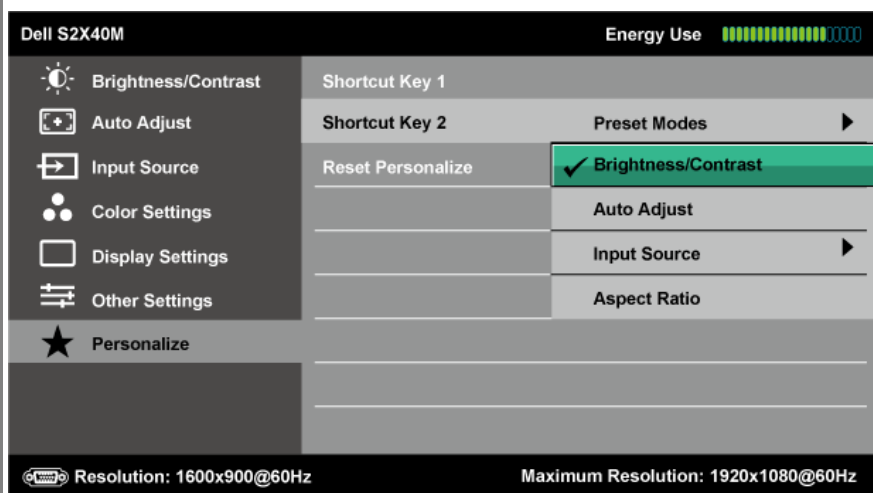 Dell S2X40M Energy Use
Brightness/Contrast Shortcut Key 1
Auto Adjust Shortcut Key 2 Preset Modes
Input Source Reset Personalize Brightness/Contrast
Color Settings Auto Adjust
Display Settings Input Source
Other Settings Aspect Ratio
Personalize
Resolution: 1600x900@60Hz Maximum Resolution: 1920x1080@60Hz